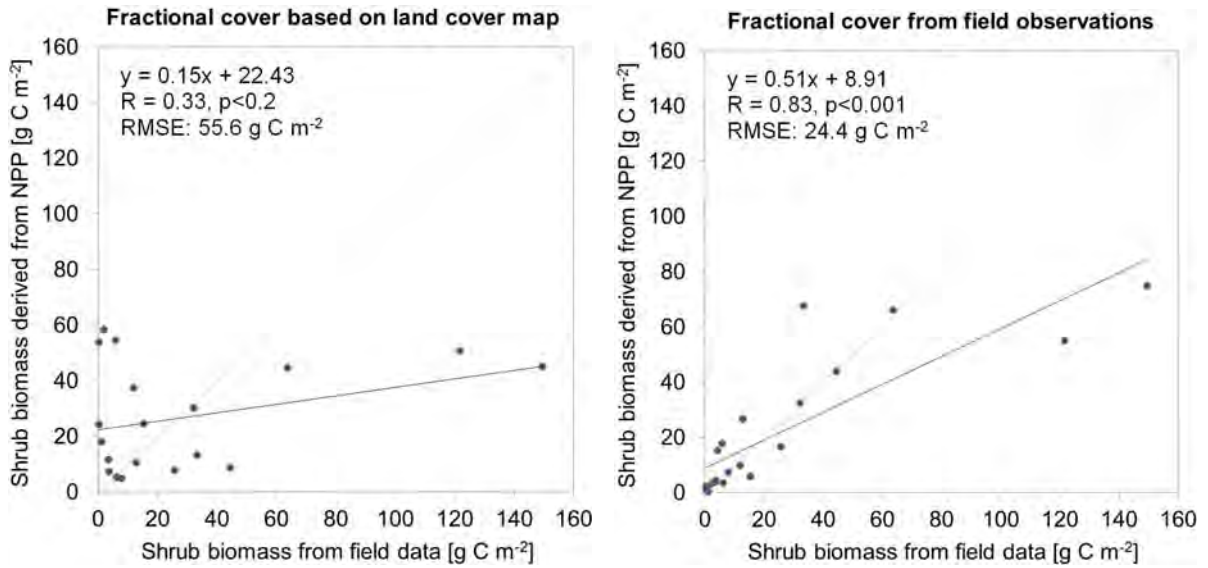 Fractional cover based on land cover map
y = 0.15x + 22.43
R = 0.33, p<0.2
RMSE: 55.6 g C m⁻²
Shrub biomass derived from NPP [g C m⁻²]
160
140
120
100
80
60
40
20
0
0 20 40 60 80 100 120 140 160
Shrub biomass from field data [g C m⁻²]
Fractional cover from field observations
y = 0.51x + 8.91
R = 0.83, p<0.001
RMSE: 24.4 g C m⁻²
Shrub biomass derived from NPP [g C m⁻²]
160
140
120
100
80
60
40
20
0
0 20 40 60 80 100 120 140 160
Shrub biomass from field data [g C m⁻²]